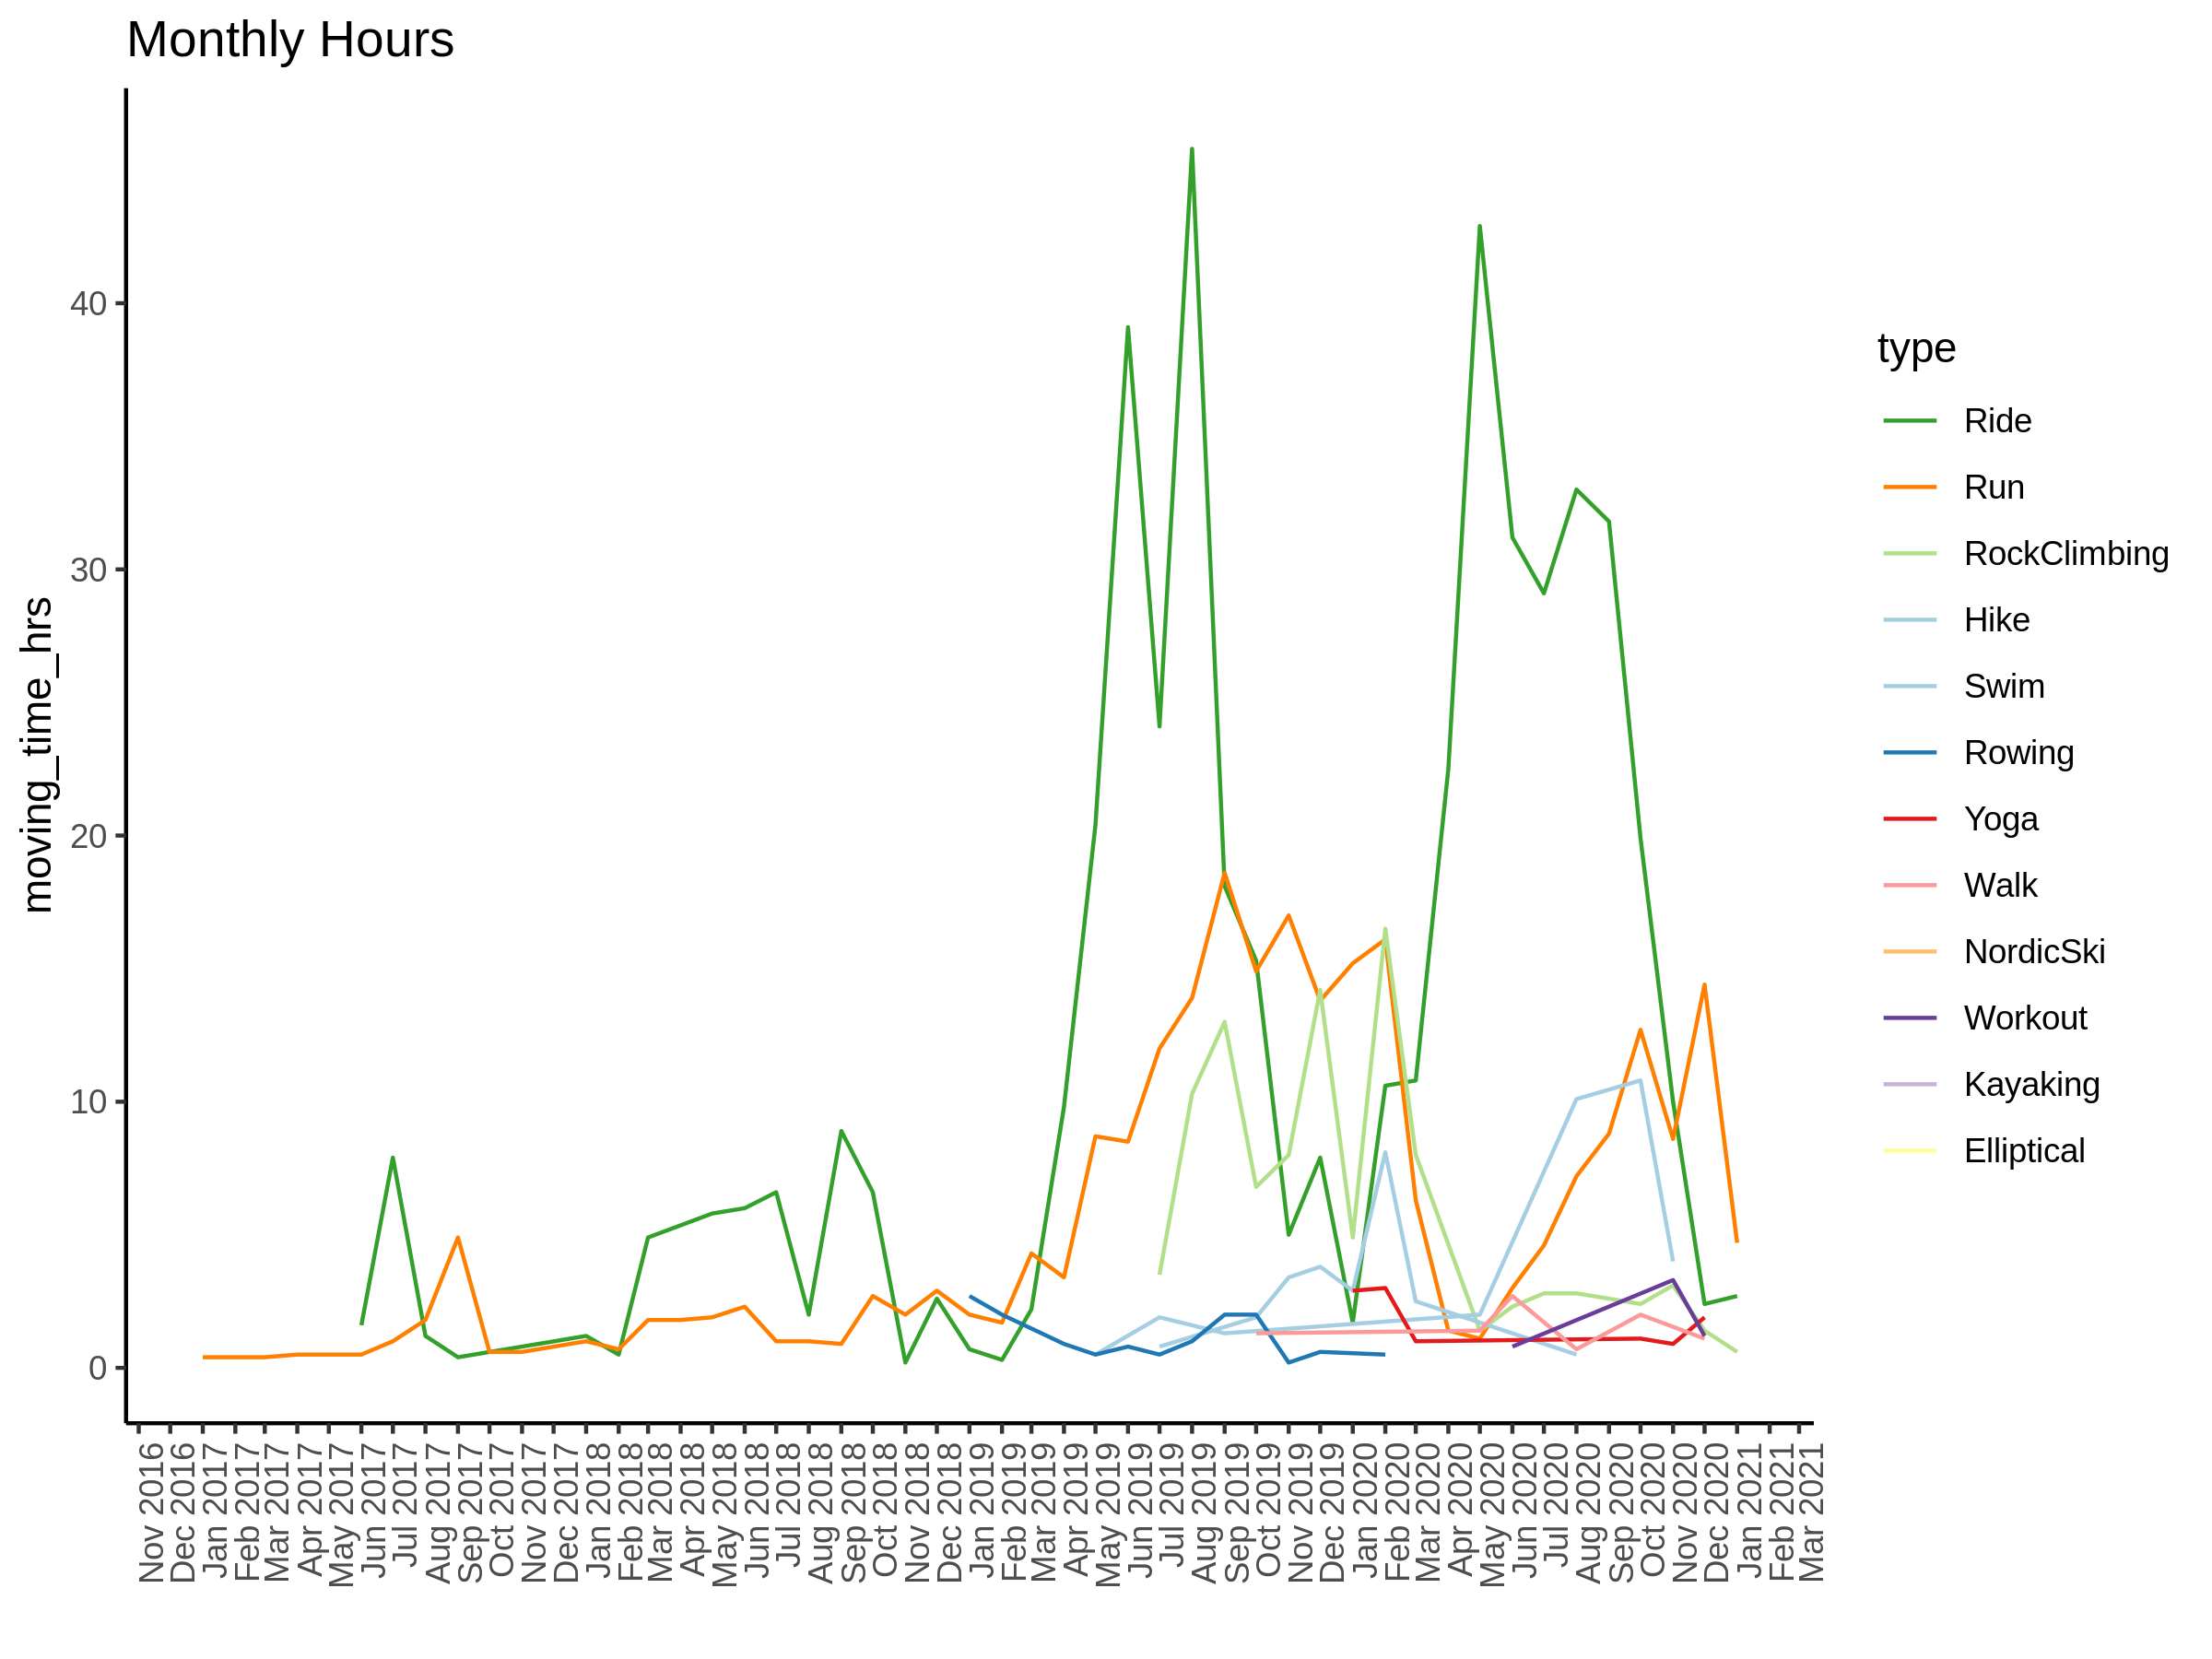 Monthly Hours
moving_time_hrs
40
30
20
10
0
Nov 2016
Dec 2016
Jan 2017
Feb 2017
Mar 2017
Apr 2017
May 2017
Jun 2017
Jul 2017
Aug 2017
Sep 2017
Oct 2017
Nov 2017
Dec 2017
Jan 2018
Feb 2018
Mar 2018
Apr 2018
May 2018
Jun 2018
Jul 2018
Aug 2018
Sep 2018
Oct 2018
Nov 2018
Dec 2018
Jan 2019
Feb 2019
Mar 2019
Apr 2019
May 2019
Jun 2019
Jul 2019
Aug 2019
Sep 2019
Oct 2019
Nov 2019
Dec 2019
Jan 2020
Feb 2020
Mar 2020
Apr 2020
May 2020
Jun 2020
Jul 2020
Aug 2020
Sep 2020
Oct 2020
Nov 2020
Dec 2020
Jan 2021
Feb 2021
Mar 2021
type
Ride
Run
RockClimbing
Hike
Swim
Rowing
Yoga
Walk
NordicSki
Workout
Kayaking
Elliptical